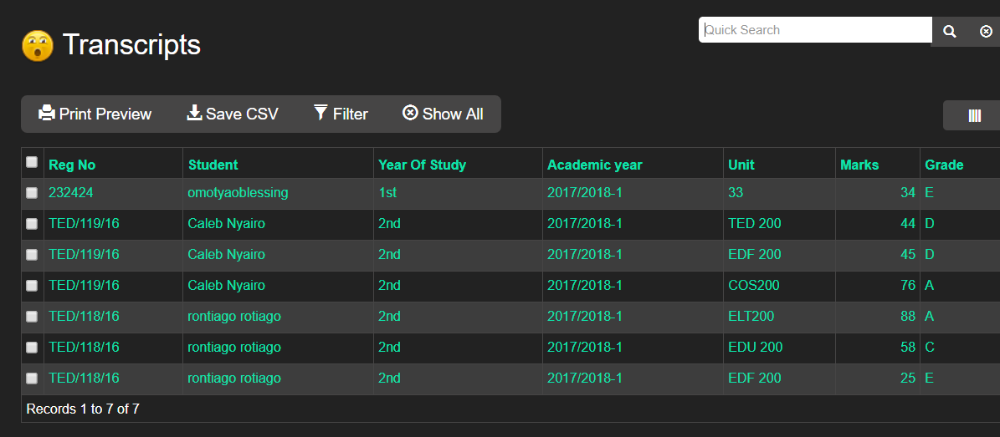 Quick Search
Transcripts
Print Preview Save CSV Filter Show All
Reg No Student Year Of Study Academic year Unit Marks Grade
232424 omotyaoblessing 1st 2017/2018-1 33 34 E
TED/119/16 Caleb Nyairo 2nd 2017/2018-1 TED 200 44 D
TED/119/16 Caleb Nyairo 2nd 2017/2018-1 EDF 200 45 D
TED/119/16 Caleb Nyairo 2nd 2017/2018-1 COS200 76 A
TED/118/16 rontiago rotiago 2nd 2017/2018-1 ELT200 88 A
TED/118/16 rontiago rotiago 2nd 2017/2018-1 EDU 200 58 C
TED/118/16 rontiago rotiago 2nd 2017/2018-1 EDF 200 25 E
Records 1 to 7 of 7